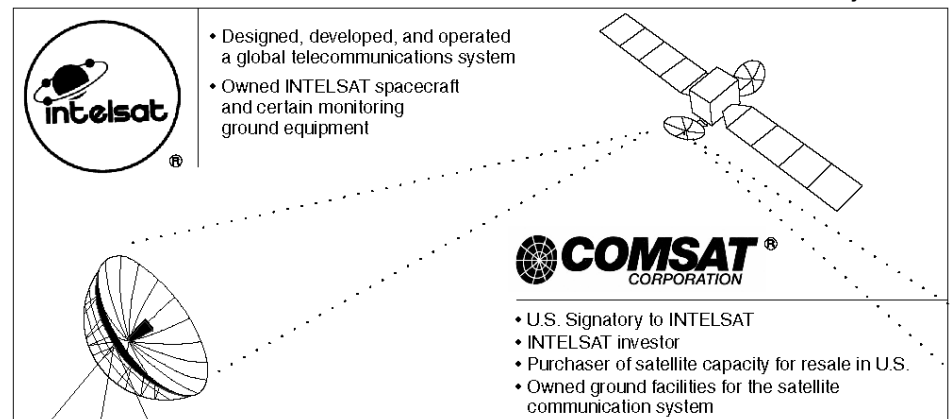 intelsat
®
• Designed, developed, and operated
a global telecommunications system
• Owned INTELSAT spacecraft
and certain monitoring
ground equipment
COMSAT ®
CORPORATION
• U.S. Signatory to INTELSAT
• INTELSAT investor
• Purchaser of satellite capacity for resale in U.S.
• Owned ground facilities for the satellite
communication system